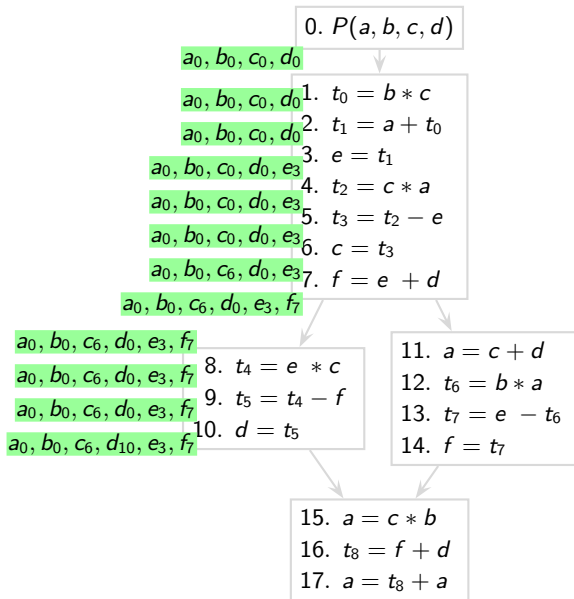 0. P(a, b, c, d)
a₀, b₀, c₀, d₀
a₀, b₀, c₀, d₀
1. t₀ = b ∗ c
a₀, b₀, c₀, d₀
2. t₁ = a + t₀
a₀, b₀, c₀, d₀, e₃
3. e = t₁
a₀, b₀, c₀, d₀, e₃
4. t₂ = c ∗ a
a₀, b₀, c₀, d₀, e₃
5. t₃ = t₂ − e
a₀, b₀, c₆, d₀, e₃
6. c = t₃
a₀, b₀, c₆, d₀, e₃, f₇
7. f = e + d
a₀, b₀, c₆, d₀, e₃, f₇
8. t₄ = e ∗ c
a₀, b₀, c₆, d₀, e₃, f₇
9. t₅ = t₄ − f
a₀, b₀, c₆, d₀, e₃, f₇
10. d = t₅
a₀, b₀, c₆, d₁₀, e₃, f₇
11. a = c + d
12. t₆ = b ∗ a
13. t₇ = e − t₆
14. f = t₇
15. a = c ∗ b
16. t₈ = f + d
17. a = t₈ + a